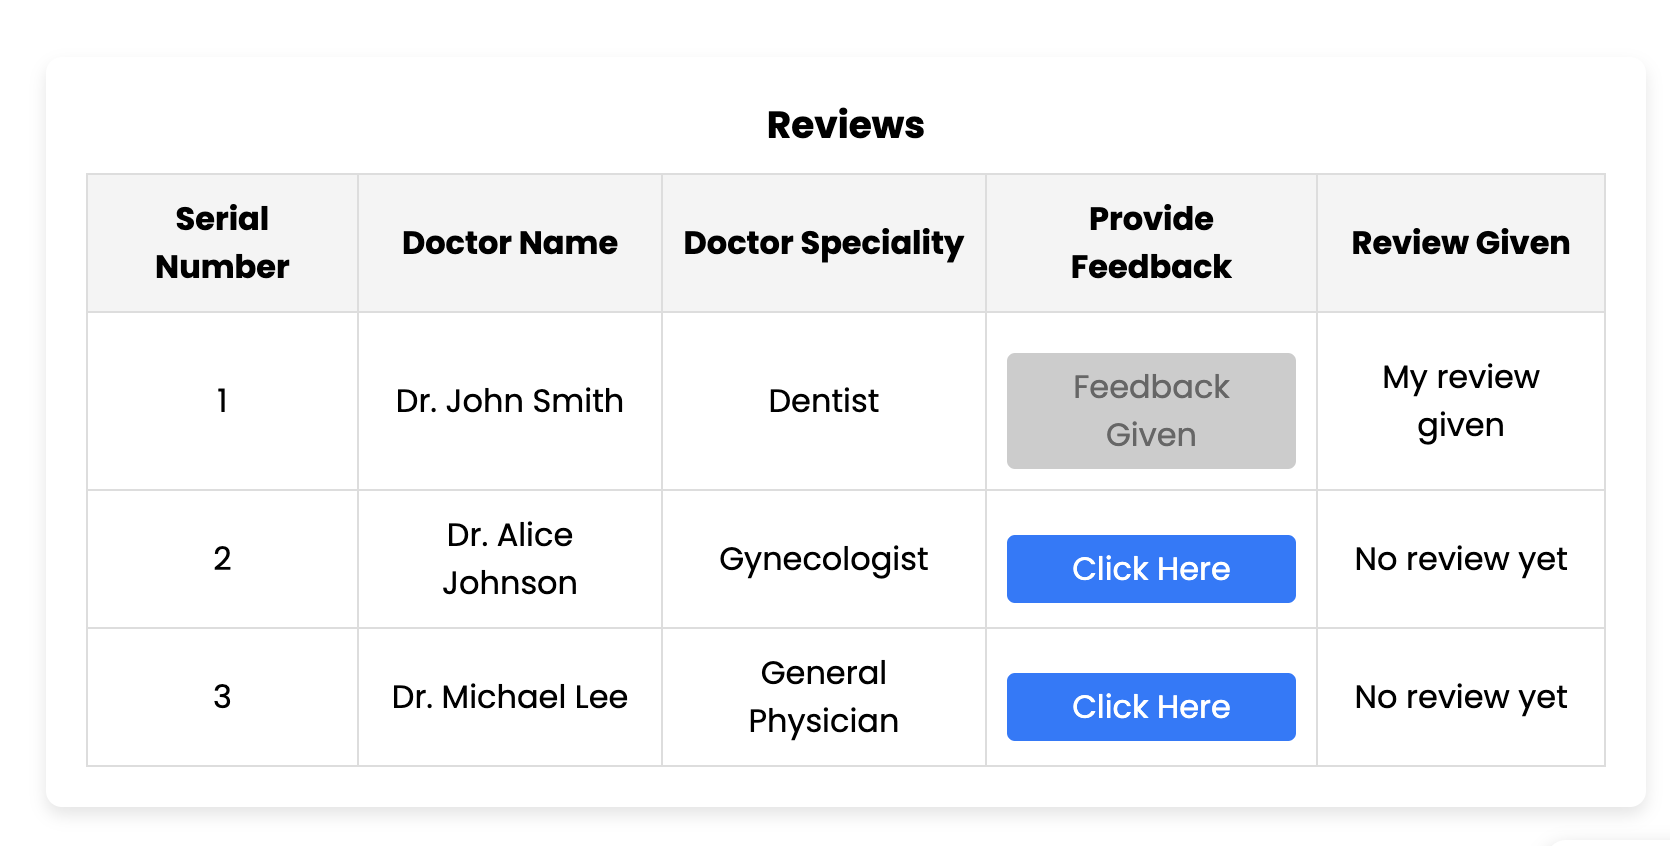 Reviews
Serial
Number
Doctor Name
Doctor Speciality
Provide
Feedback
Review Given
1
Dr. John Smith
Dentist
Feedback
Given
My review
given
2
Dr. Alice
Johnson
Gynecologist
Click Here
No review yet
3
Dr. Michael Lee
General
Physician
Click Here
No review yet